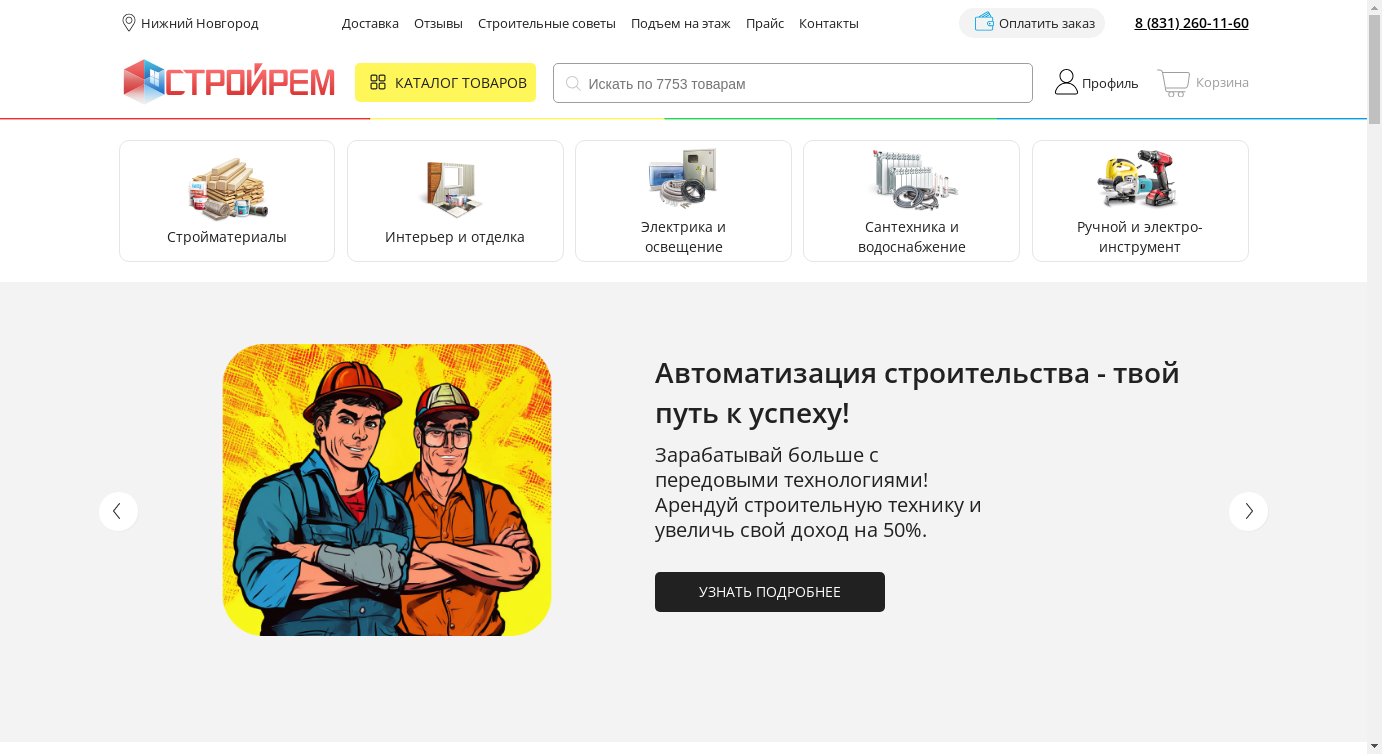 Нижний Новгород
Доставка Отзывы Строительные советы Подъем на этаж Прайс Контакты
Оплатить заказ
8 (831) 260-11-60
СТРОЙРЕМ
КАТАЛОГ ТОВАРОВ
Искать по 7753 товарам
Профиль
Корзина
Стройматериалы
Интерьер и отделка
Электрика и
освещение
Сантехника и
водоснабжение
Ручной и электро-
инструмент
Автоматизация строительства - твой
путь к успеху!
Зарабатывай больше с
передовыми технологиями!
Арендуй строительную технику и
увеличь свой доход на 50%.
УЗНАТЬ ПОДРОБНЕЕ